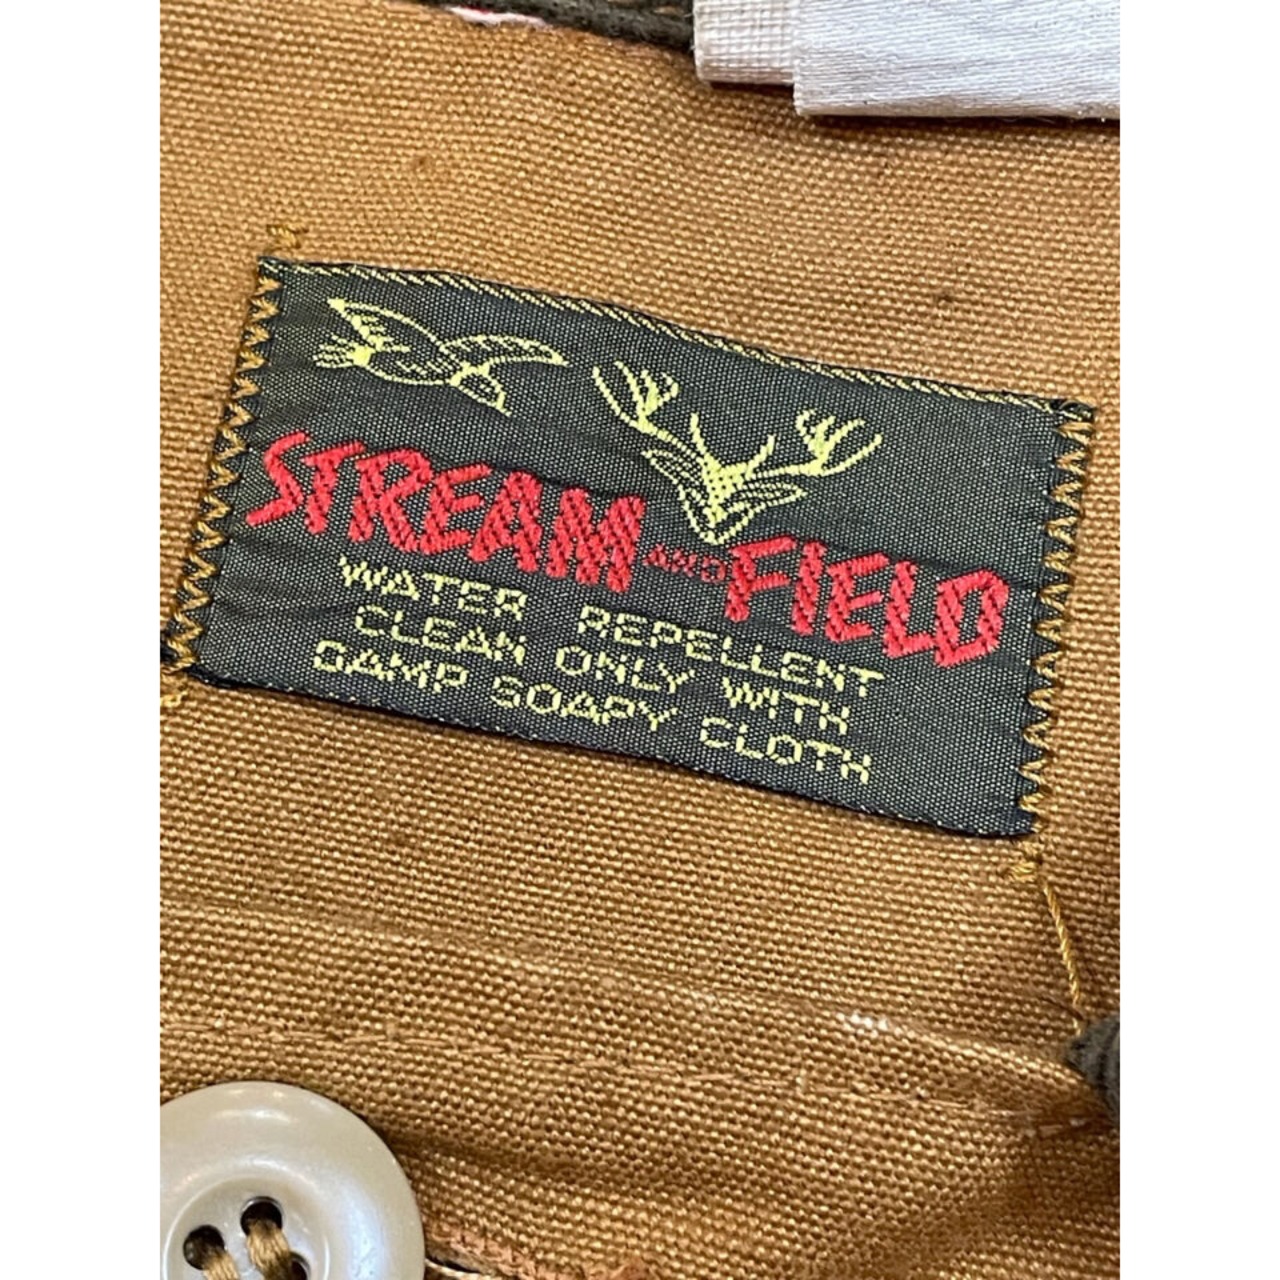 STREAM AND FIELD
WATER REPELLENT
CLEAN ONLY WITH
DAMP SOAPY CLOTH